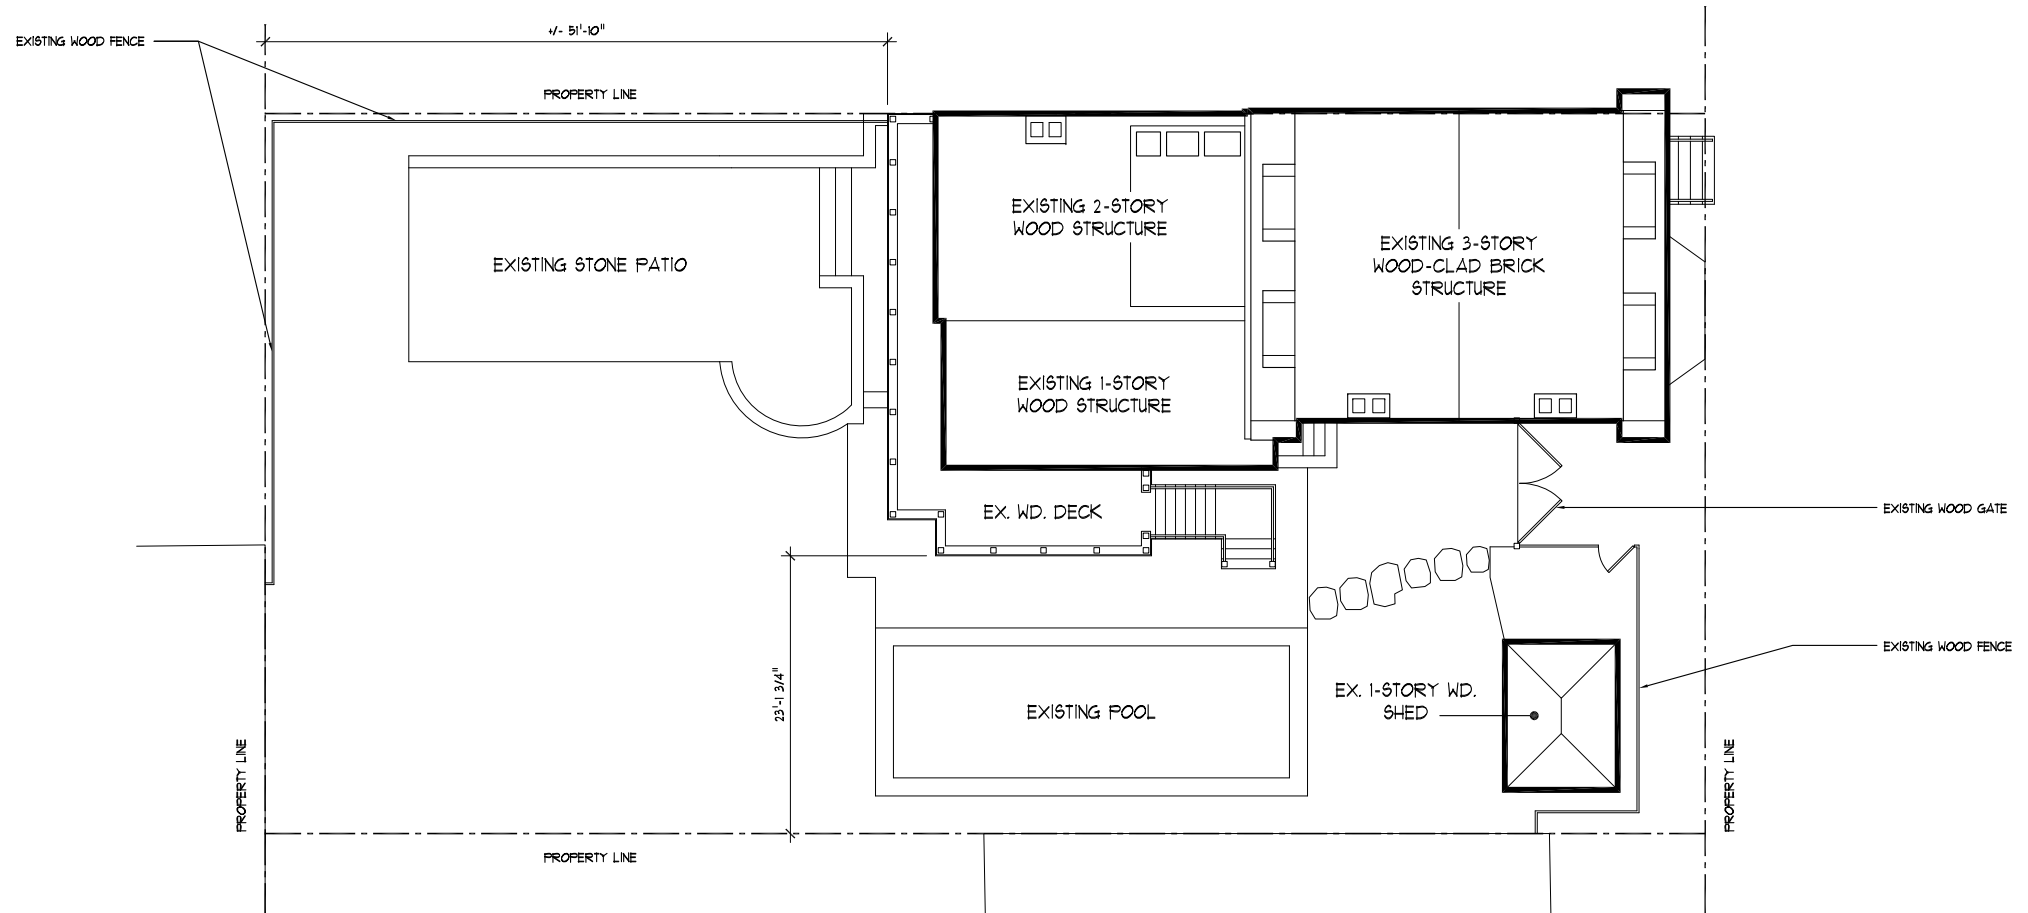 +/- 51'-10"
EXISTING WOOD FENCE
PROPERTY LINE
EXISTING 2-STORY
WOOD STRUCTURE
EXISTING 3-STORY
WOOD-CLAD BRICK
STRUCTURE
EXISTING STONE PATIO
EXISTING 1-STORY
WOOD STRUCTURE
EX. WD. DECK
EXISTING WOOD GATE
EXISTING WOOD FENCE
23'-1 3/4"
EX. 1-STORY WD.
SHED
EXISTING POOL
PROPERTY LINE
PROPERTY LINE
PROPERTY LINE